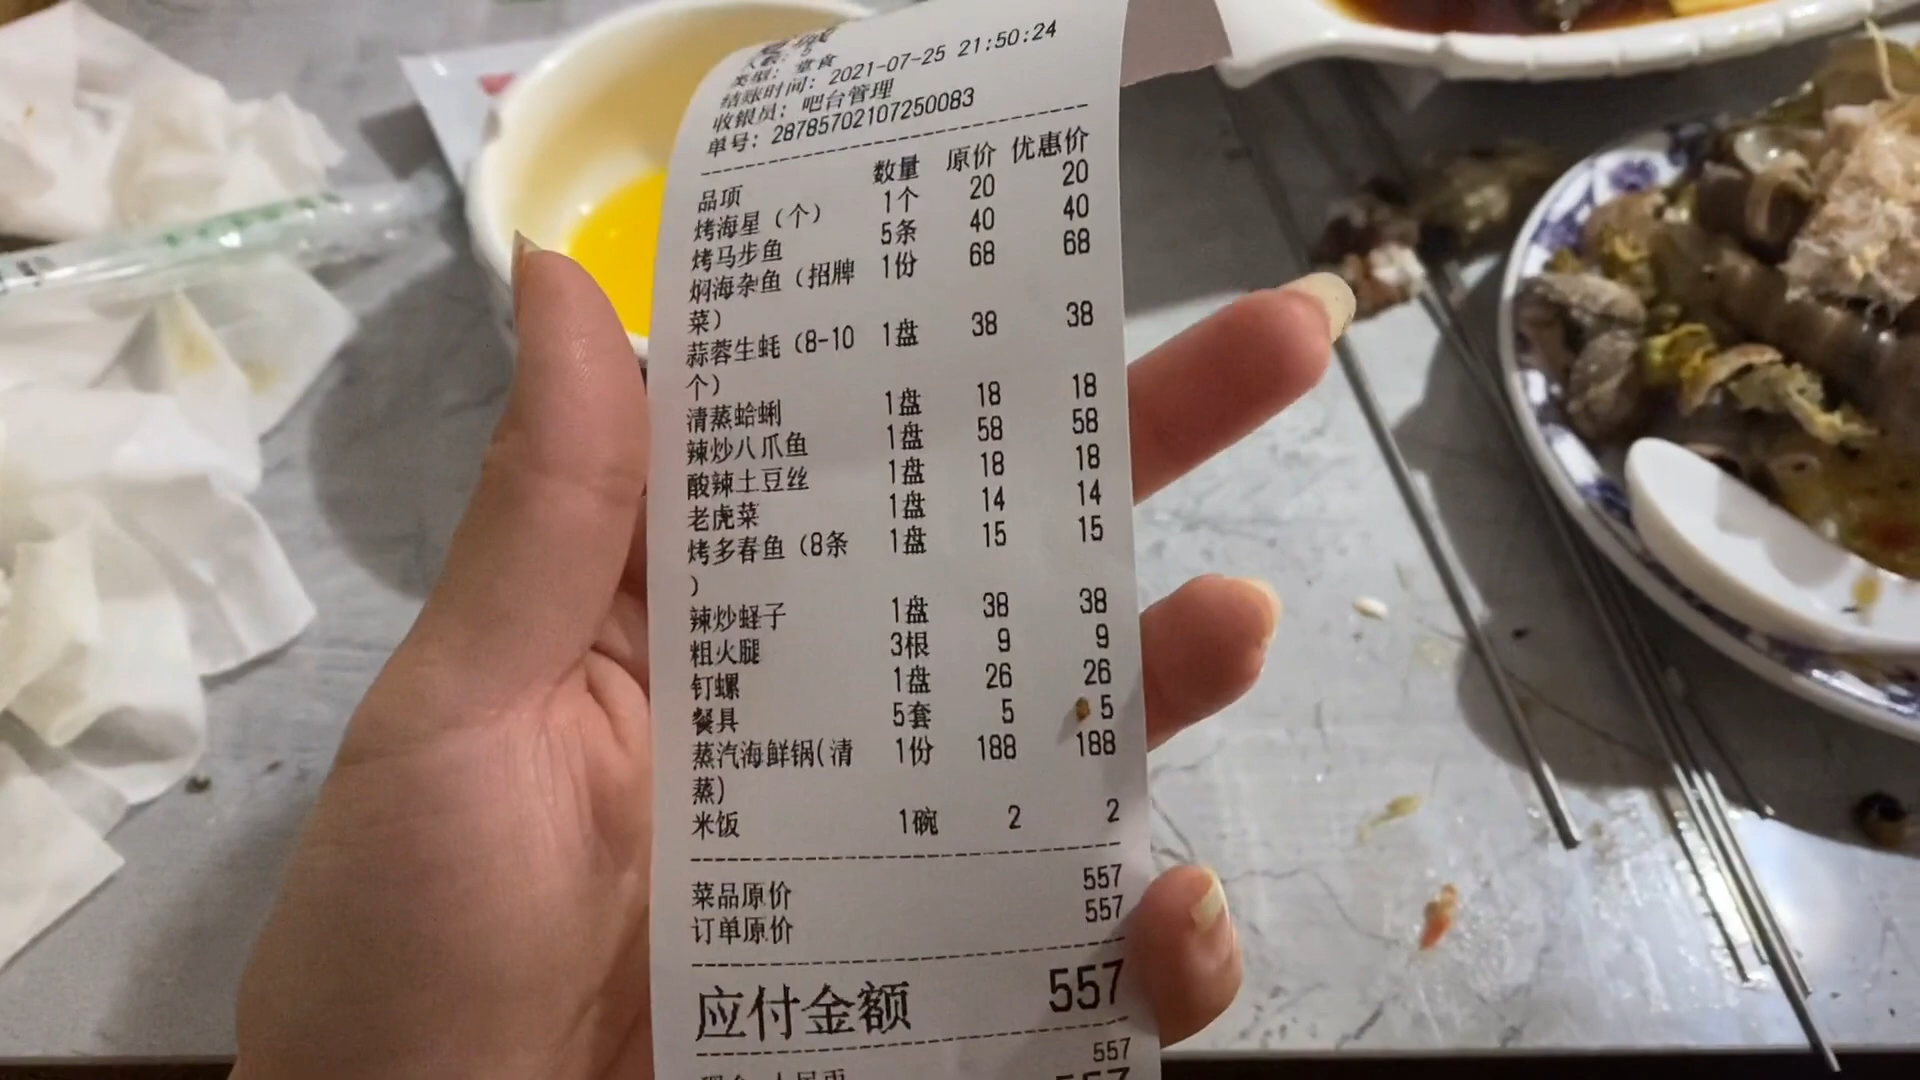 类型：堂食
结账时间：2021-07-25 21:50:24
收银员：吧台管理
单号：28785702107250083
品项 数量 原价 优惠价
烤海星（个） 1个 20 20
烤马步鱼 5条 40 40
焖海杂鱼（招牌 1份 68 68
菜）
蒜蓉生蚝（8-10 1盘 38 38
个）
清蒸蛤蜊 1盘 18 18
辣炒八爪鱼 1盘 58 58
酸辣土豆丝 1盘 18 18
老虎菜 1盘 14 14
烤多春鱼（8条 1盘 15 15
）
辣炒蛏子 1盘 38 38
粗火腿 3根 9 9
钉螺 1盘 26 26
餐具 5套 5 5
蒸汽海鲜锅(清 1份 188 188
蒸)
米饭 1碗 2 2
菜品原价 557
订单原价 557
应付金额 557
557